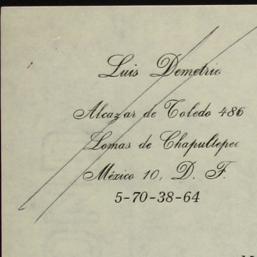 Luis Demetrio
Alcazar de Toledo 486
Lomas de Chapultepec
México 10, D. F.
5-70-38-64